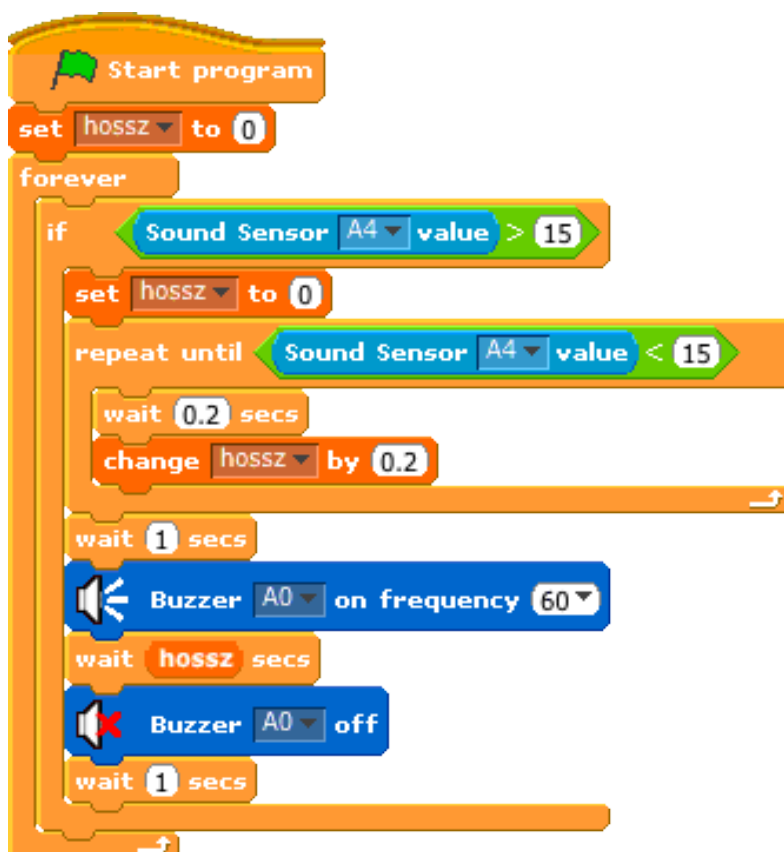 Start program
set hossz to 0
forever
if Sound Sensor A4 value > 15
set hossz to 0
repeat until Sound Sensor A4 value < 15
wait 0.2 secs
change hossz by 0.2
wait 1 secs
Buzzer A0 on frequency 60
wait hossz secs
Buzzer A0 off
wait 1 secs